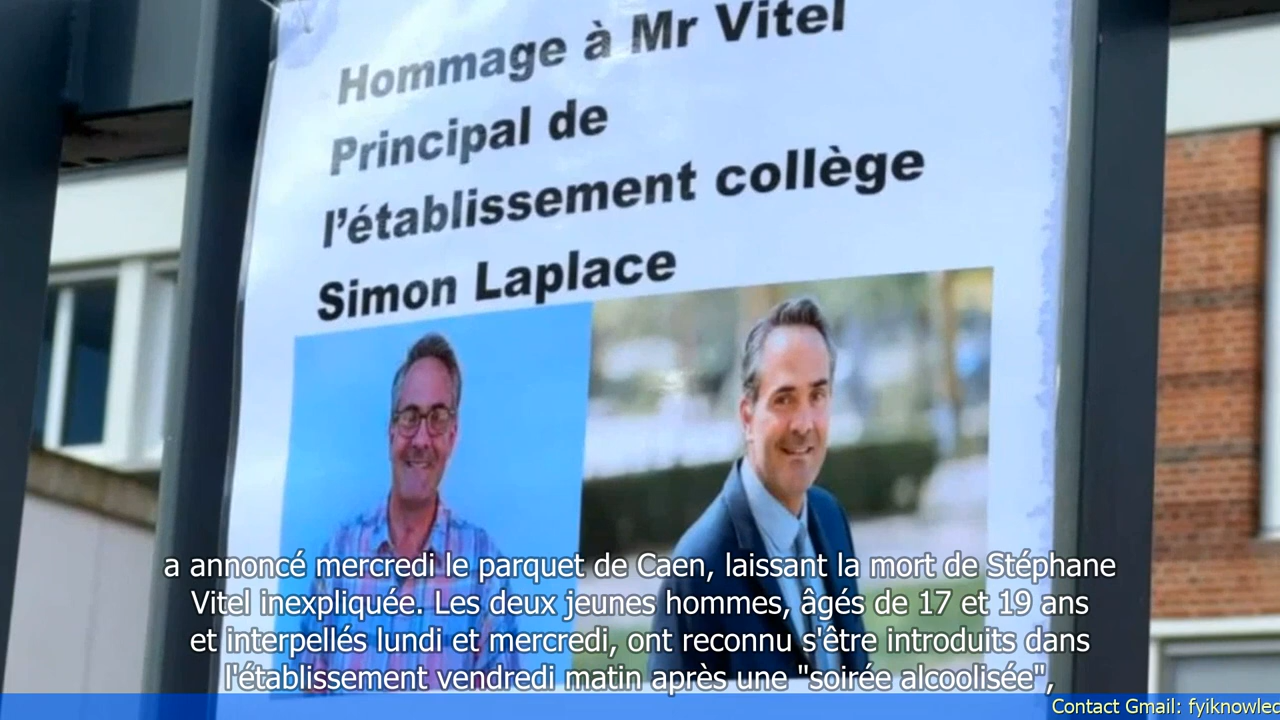 Hommage à Mr Vitel
Principal de
l’établissement collège
Simon Laplace
a annoncé mercredi le parquet de Caen, laissant la mort de Stéphane
Vitel inexpliquée. Les deux jeunes hommes, âgés de 17 et 19 ans
et interpellés lundi et mercredi, ont reconnu s'être introduits dans
l'établissement vendredi matin après une "soirée alcoolisée",
Contact Gmail: fyiknowled